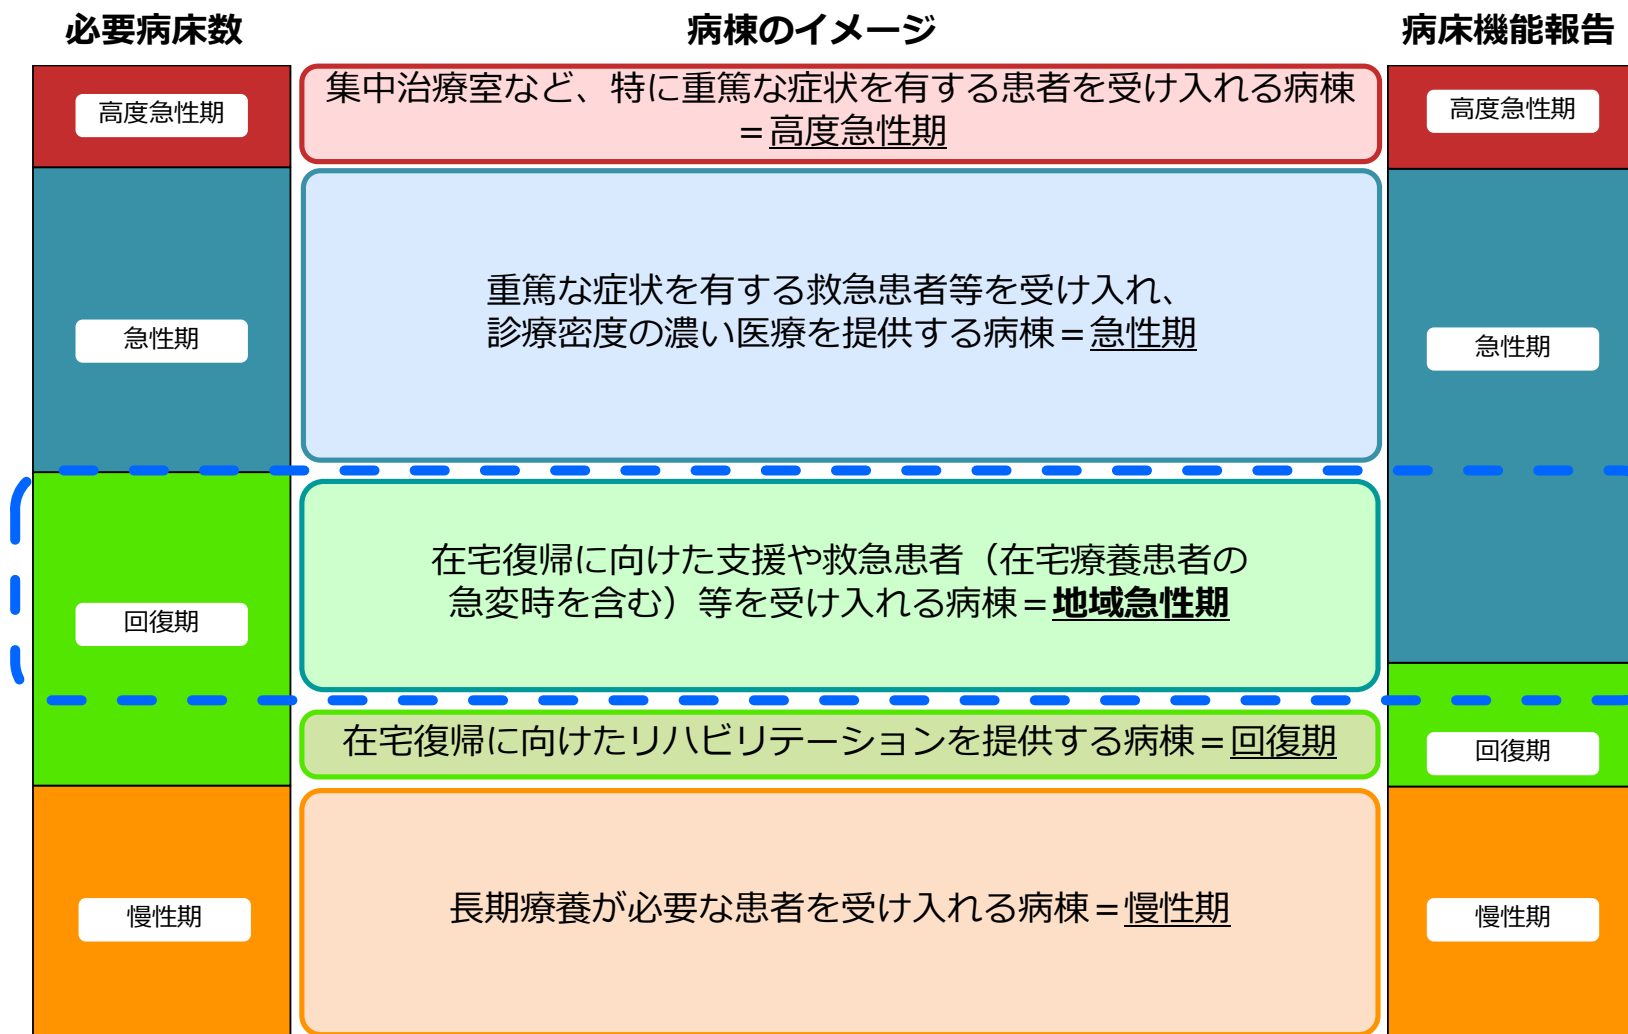 必要病床数
病棟のイメージ
病床機能報告
高度急性期
集中治療室など、特に重篤な症状を有する患者を受け入れる病棟
=高度急性期
高度急性期
急性期
重篤な症状を有する救急患者等を受け入れ、
診療密度の濃い医療を提供する病棟=急性期
急性期
回復期
在宅復帰に向けた支援や救急患者(在宅療養患者の
急変時を含む)等を受け入れる病棟=地域急性期
在宅復帰に向けたリハビリテーションを提供する病棟=回復期
回復期
慢性期
長期療養が必要な患者を受け入れる病棟=慢性期
慢性期